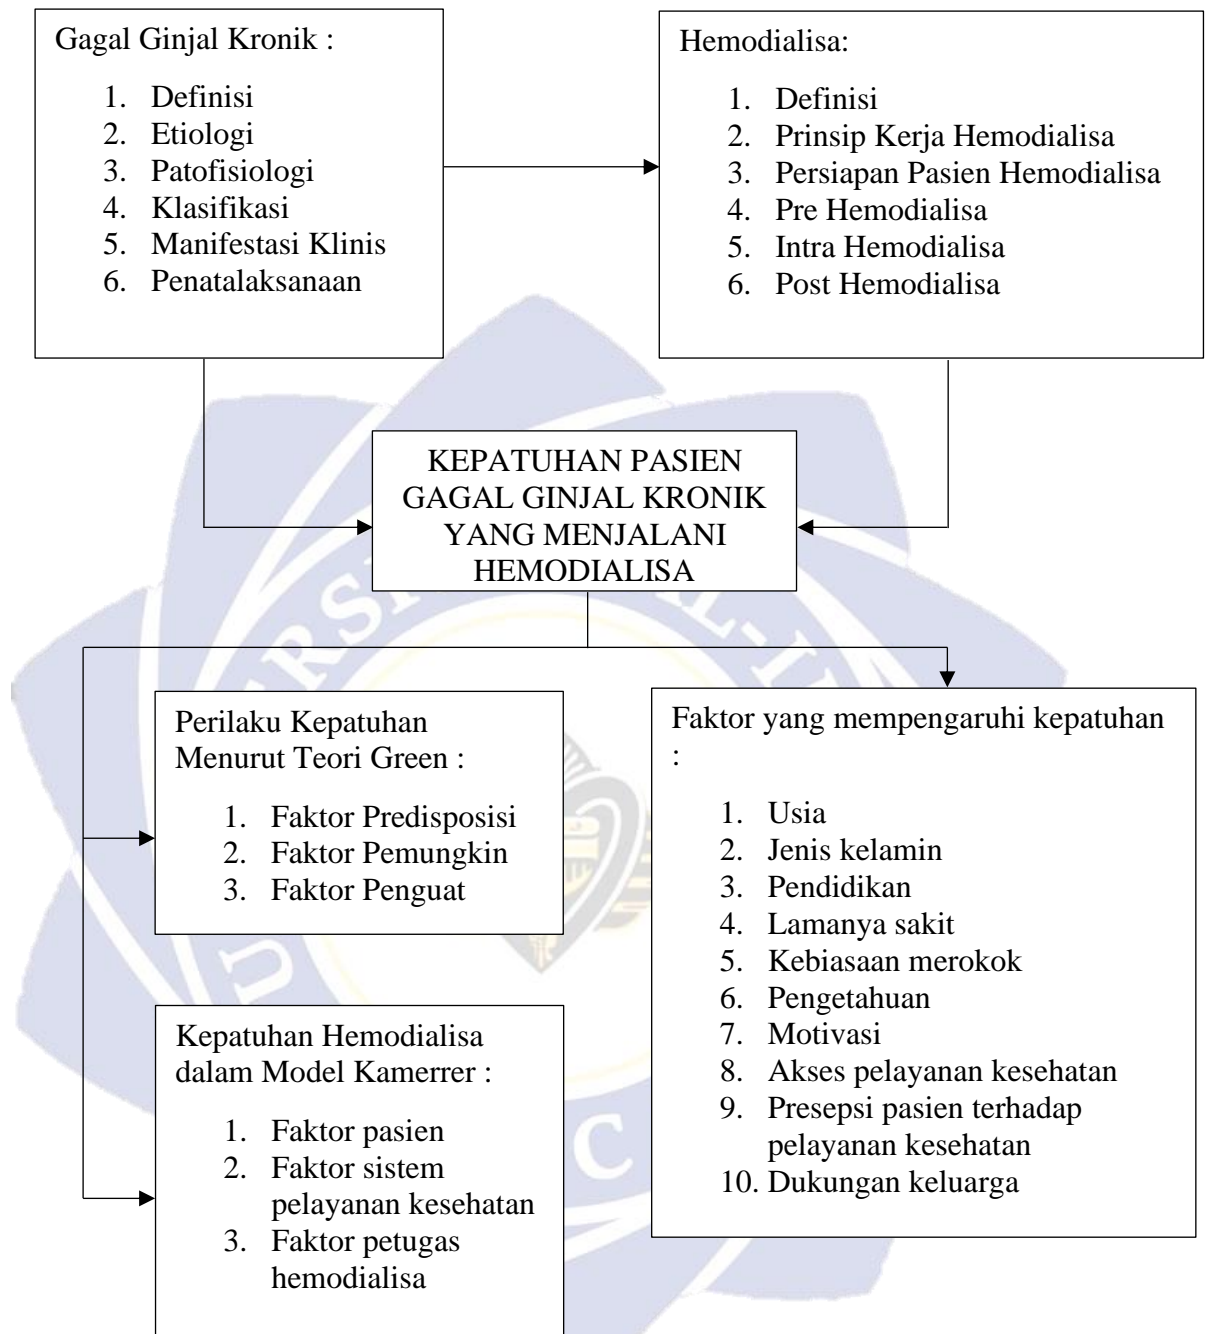 Gagal Ginjal Kronik :
1. Definisi
2. Etiologi
3. Patofisiologi
4. Klasifikasi
5. Manifestasi Klinis
6. Penatalaksanaan
Hemodialisa:
1. Definisi
2. Prinsip Kerja Hemodialisa
3. Persiapan Pasien Hemodialisa
4. Pre Hemodialisa
5. Intra Hemodialisa
6. Post Hemodialisa
KEPATUHAN PASIEN
GAGAL GINJAL KRONIK
YANG MENJALANI
HEMODIALISA
Perilaku Kepatuhan
Menurut Teori Green :
1. Faktor Predisposisi
2. Faktor Pemungkin
3. Faktor Penguat
Kepatuhan Hemodialisa
dalam Model Kamerrer :
1. Faktor pasien
2. Faktor sistem
pelayanan kesehatan
3. Faktor petugas
hemodialisa
Faktor yang mempengaruhi kepatuhan
:
1. Usia
2. Jenis kelamin
3. Pendidikan
4. Lamanya sakit
5. Kebiasaan merokok
6. Pengetahuan
7. Motivasi
8. Akses pelayanan kesehatan
9. Presepsi pasien terhadap
pelayanan kesehatan
10. Dukungan keluarga